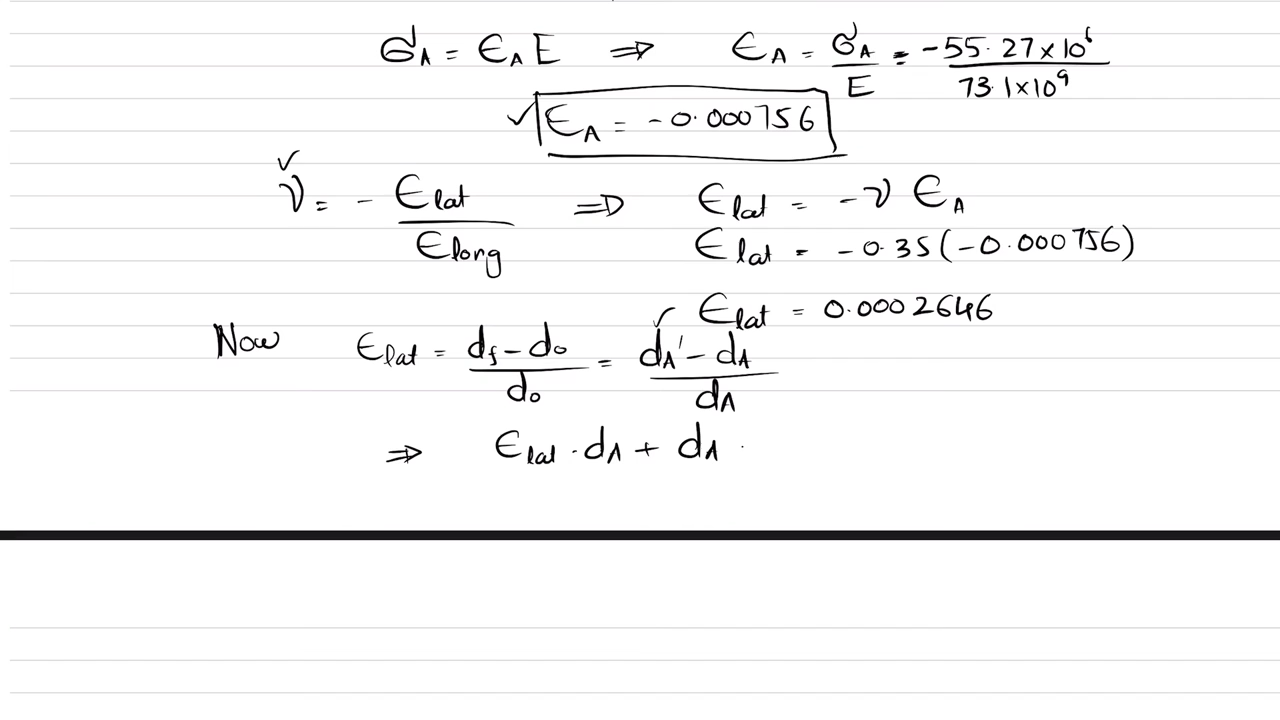 σA = ϵA E ⇒ ϵA = σA/E = -55.27×10⁶/73.1×10⁹
✓ ϵA = -0.000756
✓
ν = - ϵlat/ϵlong ⇒ ϵlat = -ν ϵA
ϵlat = -0.35(-0.000756)
ϵlat = 0.0002646
Now ϵlat = df - do/do = ✓ dA' - dA/dA
⇒ ϵlat · dA + dA